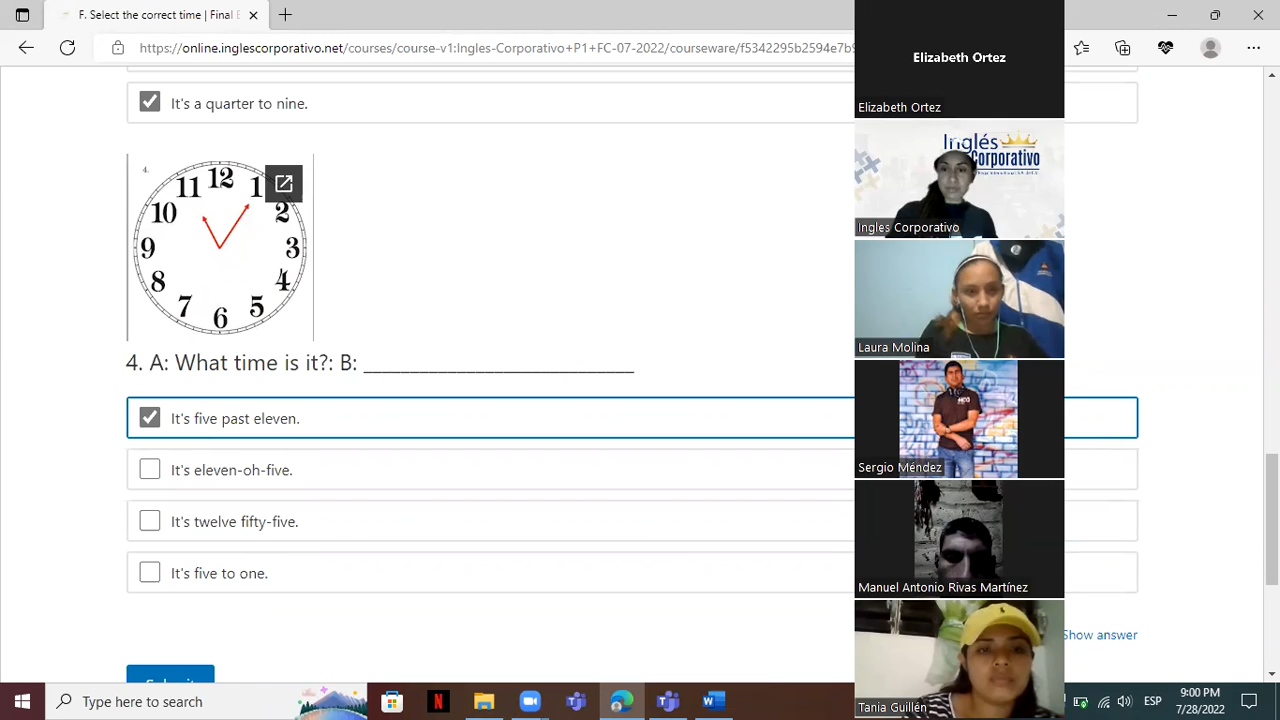 F. Select the correct time | Final E
https://online.inglescorporativo.net/courses/course-v1:Ingles-Corporativo+P1+FC-07-2022/courseware/f5342295b2594e7b9
It's a quarter to nine.
4.
12
11 1
10 2
9 3
8 4
7 5
6
4. A: What time is it?: B: ____________________
It's five past eleven.
It's eleven-oh-five.
It's twelve fifty-five.
It's five to one.
Show answer
Elizabeth Ortez
Elizabeth Ortez
Inglés
Corporativo
Ingles Corporativo
Laura Molina
Sergio Méndez
Manuel Antonio Rivas Martínez
Tania Guillén
Type here to search
ESP
9:00 PM
7/28/2022